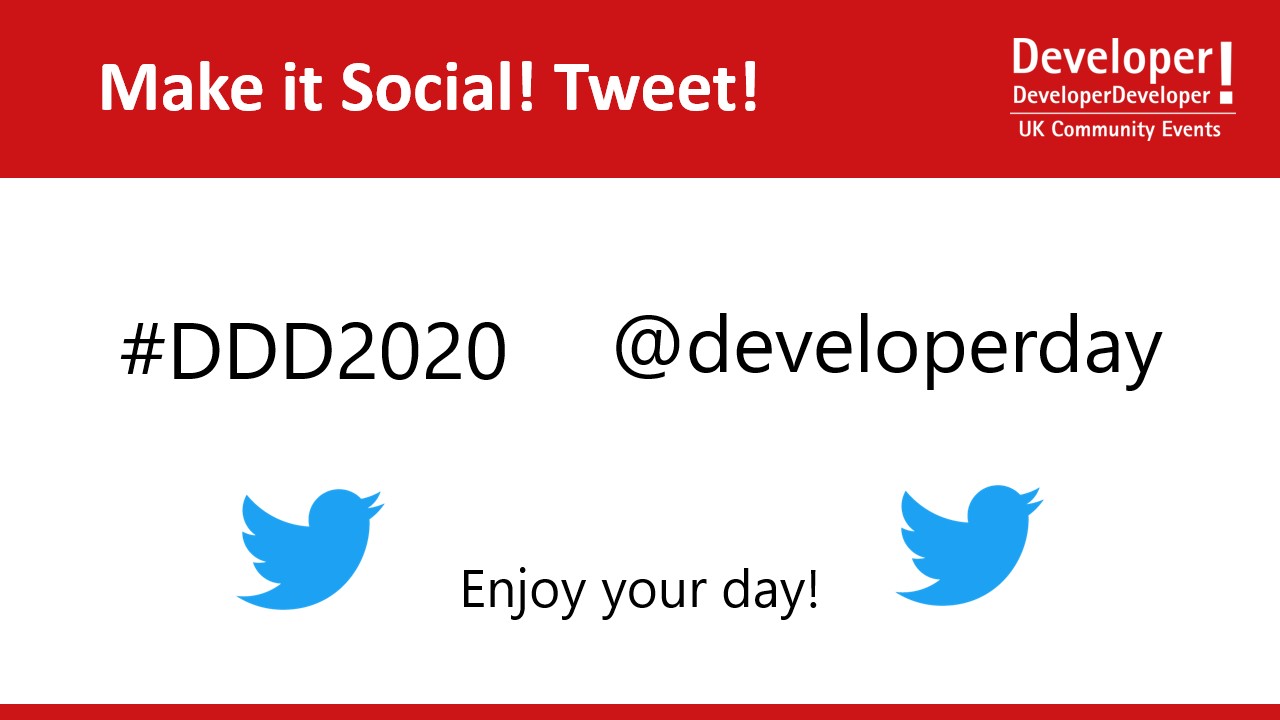 Make it Social! Tweet!
Developer!
DeveloperDeveloper
UK Community Events
#DDD2020
@developerday
Enjoy your day!